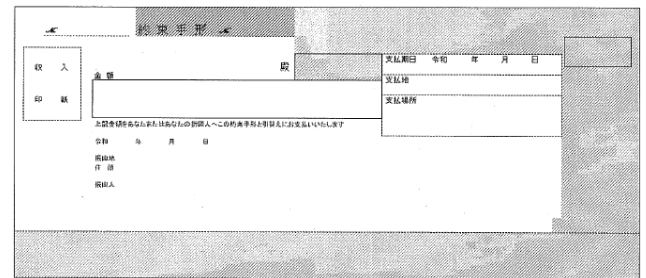 約束手形
収入
印紙
殿
金額
支払期日 令和 年 月 日
支払地
支払場所
上記金額をあなたまたはあなたの指図人へこの約束手形と引替えにお支払いいたします
令和 年 月 日
振出地
住所
振出人